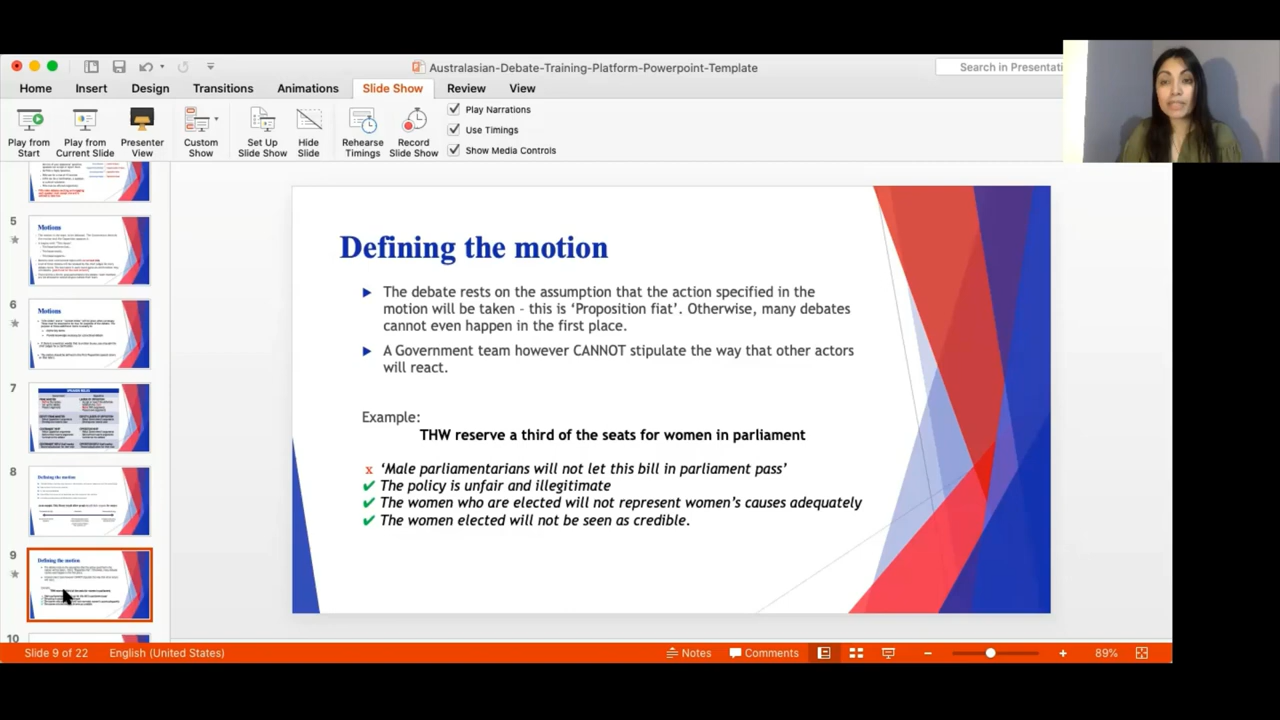 Australasian-Debate-Training-Platform-Powerpoint-Template
Search in Presentati
Home Insert Design Transitions Animations Slide Show Review View
Play from Start
Play from Current Slide
Presenter View
Custom Show
Set Up Slide Show
Hide Slide
Rehearse Timings
Record Slide Show
Play Narrations
Use Timings
Show Media Controls
5
Motions
6
Motions
7
8
Defining the motion
9
Defining the motion
10
Defining the motion
The debate rests on the assumption that the action specified in the
motion will be taken – this is ‘Proposition fiat’. Otherwise, many debates
cannot even happen in the first place.
A Government team however CANNOT stipulate the way that other actors
will react.
Example:
THW reserve a third of the seats for women in parliament
x ‘Male parliamentarians will not let this bill in parliament pass’
✔ The policy is unfair and illegitimate
✔ The women who are elected will not represent women's causes adequately
✔ The women elected will not be seen as credible.
Slide 9 of 22 English (United States) Notes Comments 89%